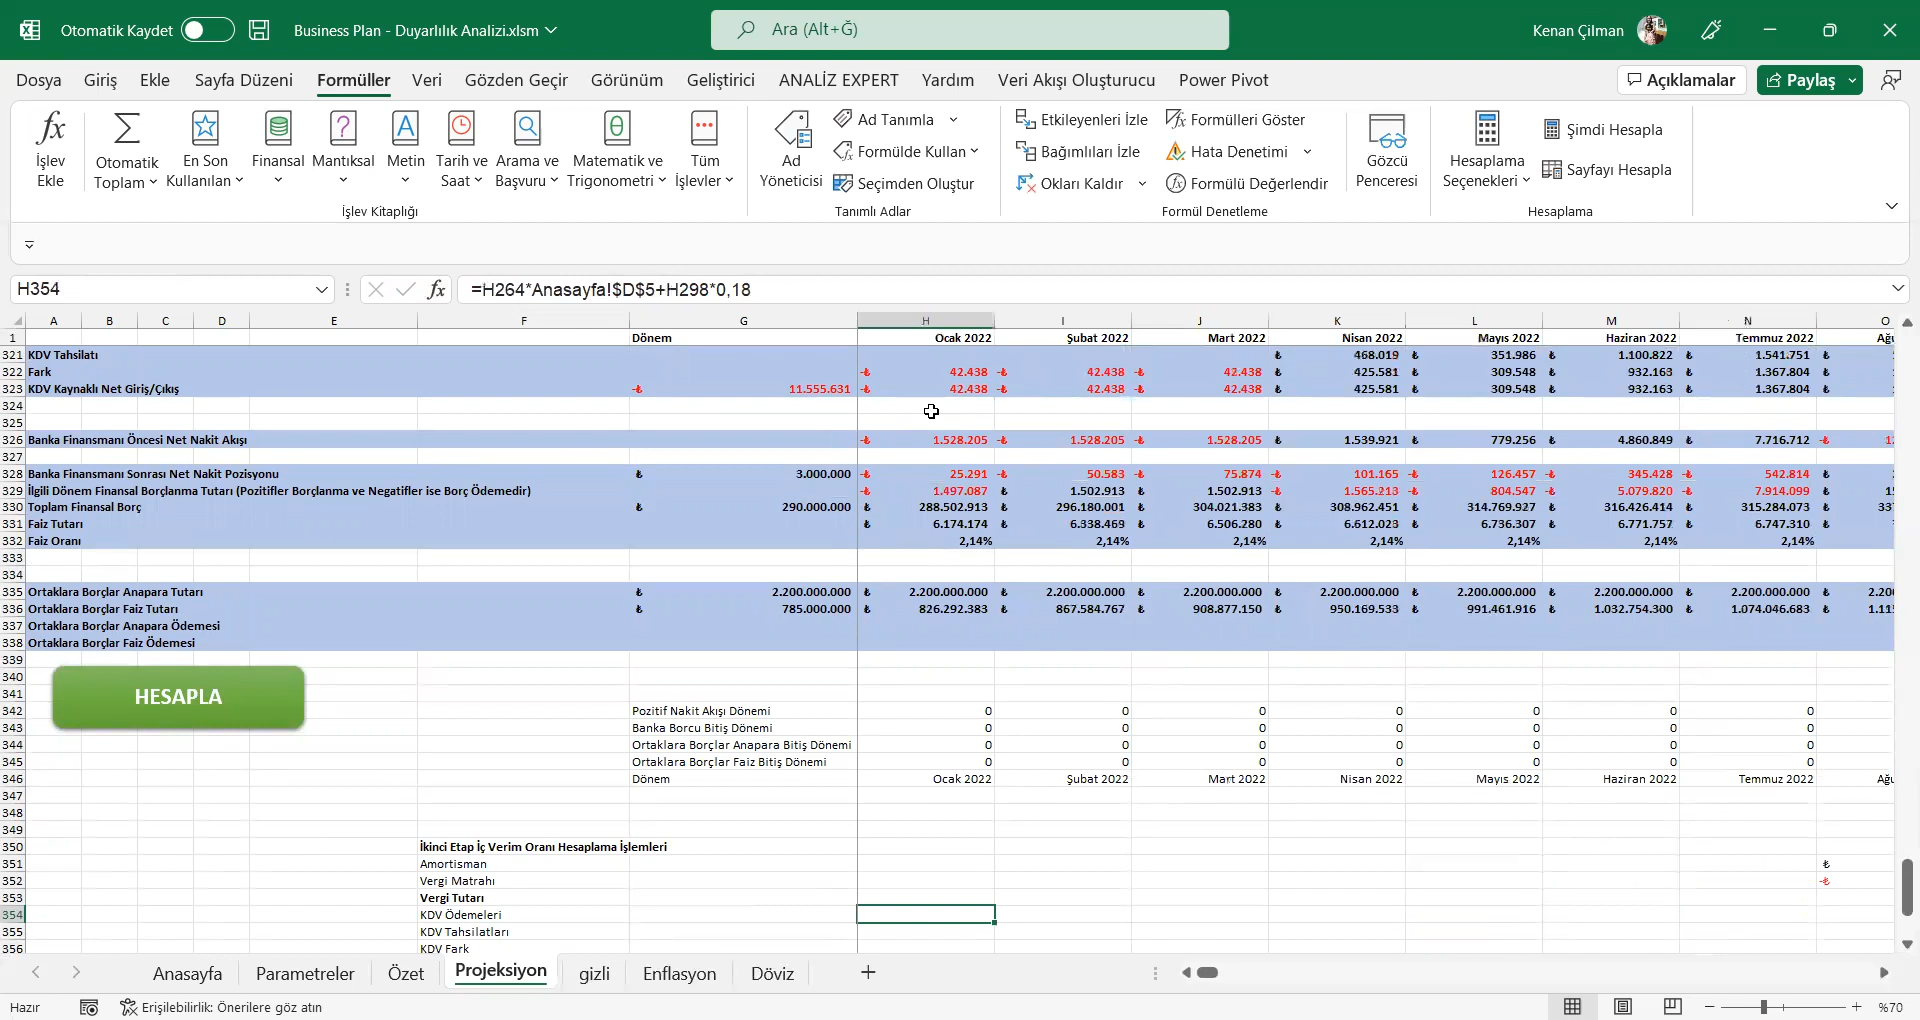 Otomatik Kaydet Business Plan - Duyarlılık Analizi.xlsm Ara (Alt+Ğ) Kenan Çilman
Dosya Giriş Ekle Sayfa Düzeni Formüller Veri Gözden Geçir Görünüm Geliştirici ANALİZ EXPERT Yardım Veri Akışı Oluşturucu Power Pivot Açıklamalar Paylaş
İşlev Ekle
Otomatik Toplam
En Son Kullanılan
Finansal
Mantıksal
Metin
Tarih ve Saat
Arama ve Başvuru
Matematik ve Trigonometri
Tüm İşlevler
İşlev Kitaplığı
Ad Yöneticisi
Ad Tanımla
Formülde Kullan
Seçimden Oluştur
Tanımlı Adlar
Etkileyenleri İzle
Bağımlıları İzle
Okları Kaldır
Formülleri Göster
Hata Denetimi
Formülü Değerlendir
Formül Denetleme
Gözcü Penceresi
Hesaplama Seçenekleri
Şimdi Hesapla
Sayfayı Hesapla
Hesaplama
H354 fx =H264*Anasayfa!$D$5+H298*0,18
A B C D E F G H I J K L M N O
1 Dönem Ocak 2022 Şubat 2022 Mart 2022 Nisan 2022 Mayıs 2022 Haziran 2022 Temmuz 2022 Ağu
321 KDV Tahsilatı ₺ 468.019 ₺ 351.986 ₺ 1.100.822 ₺ 1.541.751 ₺
322 Fark -₺ 42.438 -₺ 42.438 -₺ 42.438 ₺ 425.581 ₺ 309.548 ₺ 932.163 ₺ 1.367.804 ₺
323 KDV Kaynaklı Net Giriş/Çıkış -₺ 11.555.631 -₺ 42.438 -₺ 42.438 -₺ 42.438 ₺ 425.581 ₺ 309.548 ₺ 932.163 ₺ 1.367.804 ₺
324
325
326 Banka Finansmanı Öncesi Net Nakit Akışı -₺ 1.528.205 -₺ 1.528.205 -₺ 1.528.205 ₺ 1.539.921 ₺ 779.256 ₺ 4.860.849 ₺ 7.716.712 -₺
327
328 Banka Finansmanı Sonrası Net Nakit Pozisyonu ₺ 3.000.000 -₺ 25.291 -₺ 50.583 -₺ 75.874 -₺ 101.165 -₺ 126.457 -₺ 345.428 -₺ 542.814 ₺
329 İlgili Dönem Finansal Borçlanma Tutarı (Pozitifler Borçlanma ve Negatifler ise Borç Ödemedir) -₺ 1.497.087 ₺ 1.502.913 ₺ 1.502.913 -₺ 1.565.213 -₺ 804.547 -₺ 5.079.820 -₺ 7.914.099 ₺
330 Toplam Finansal Borç ₺ 290.000.000 ₺ 288.502.913 ₺ 296.180.001 ₺ 304.021.383 ₺ 308.962.451 ₺ 314.769.927 ₺ 316.426.414 ₺ 315.284.073 ₺
331 Faiz Tutarı ₺ 6.174.174 ₺ 6.338.469 ₺ 6.506.280 ₺ 6.612.023 ₺ 6.736.307 ₺ 6.771.757 ₺ 6.747.310 ₺
332 Faiz Oranı 2,14% 2,14% 2,14% 2,14% 2,14% 2,14% 2,14%
333
334
335 Ortaklara Borçlar Anapara Tutarı ₺ 2.200.000.000 ₺ 2.200.000.000 ₺ 2.200.000.000 ₺ 2.200.000.000 ₺ 2.200.000.000 ₺ 2.200.000.000 ₺ 2.200.000.000 ₺ 2.200.000.000 ₺ 2.20
336 Ortaklara Borçlar Faiz Tutarı ₺ 785.000.000 ₺ 826.292.383 ₺ 867.584.767 ₺ 908.877.150 ₺ 950.169.533 ₺ 991.461.916 ₺ 1.032.754.300 ₺ 1.074.046.683 ₺
337 Ortaklara Borçlar Anapara Ödemesi
338 Ortaklara Borçlar Faiz Ödemesi
339
340
HESAPLA
341
342 Pozitif Nakit Akışı Dönemi 0 0 0 0 0 0 0
343 Banka Borcu Bitiş Dönemi 0 0 0 0 0 0 0
344 Ortaklara Borçlar Anapara Bitiş Dönemi 0 0 0 0 0 0 0
345 Ortaklara Borçlar Faiz Bitiş Dönemi 0 0 0 0 0 0 0
346 Dönem Ocak 2022 Şubat 2022 Mart 2022 Nisan 2022 Mayıs 2022 Haziran 2022 Temmuz 2022 Ağu
347
348
349
350 İkinci Etap İç Verim Oranı Hesaplama İşlemleri
351 Amortisman ₺
352 Vergi Matrahı -₺
353 Vergi Tutarı
354 KDV Ödemeleri
355 KDV Tahsilatları
356 KDV Fark
Anasayfa Parametreler Özet Projeksiyon gizli Enflasyon Döviz +
Hazır Erişilebilirlik: Önerilere göz atın %70